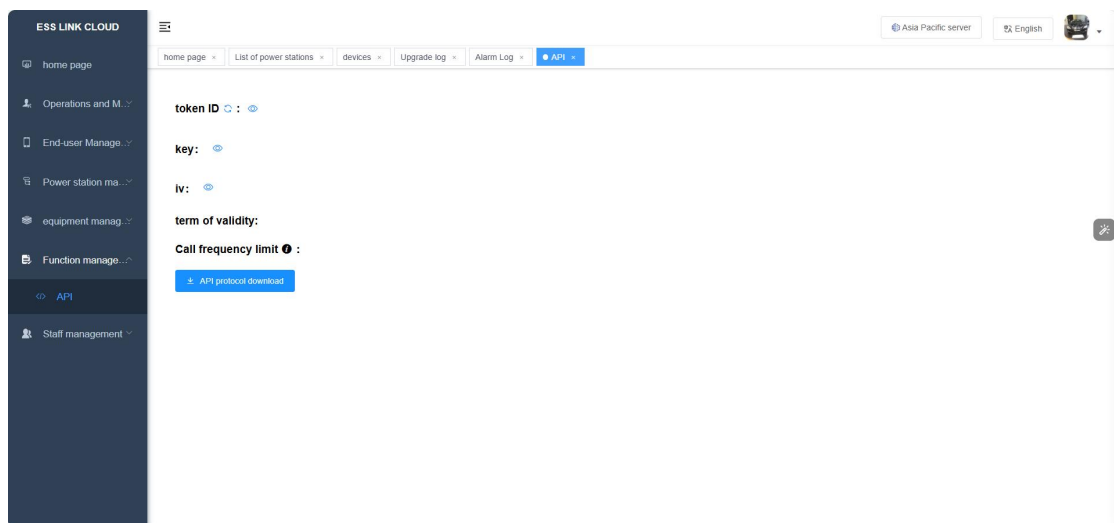 ESS LINK CLOUD
Asia Pacific server
English
home page ×
List of power stations ×
devices ×
Upgrade log ×
Alarm Log ×
API ×
home page
Operations and M...
End-user Manage...
Power station ma...
equipment manag...
Function manage...
API
Staff management
token ID :
key:
iv:
term of validity:
Call frequency limit :
API protocol download